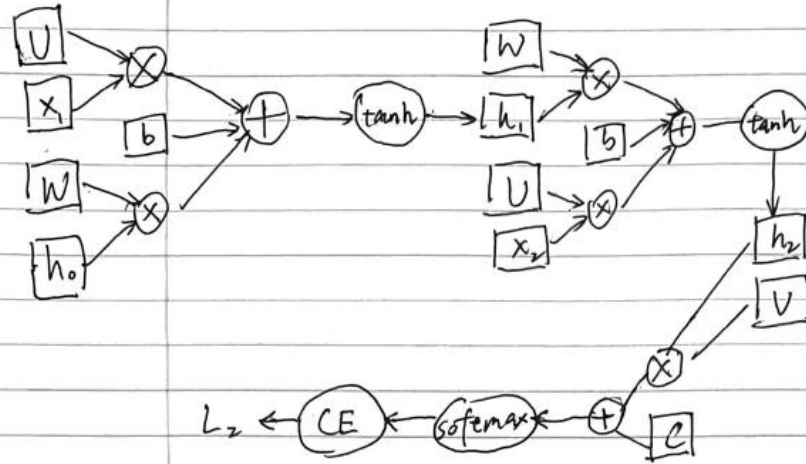 U
x₁
b
W
h₀
×
×
+
tanh
W
h₁
b
U
x₂
×
×
+
tanh
h₂
V
×
+
C
sofemax
CE
L₂